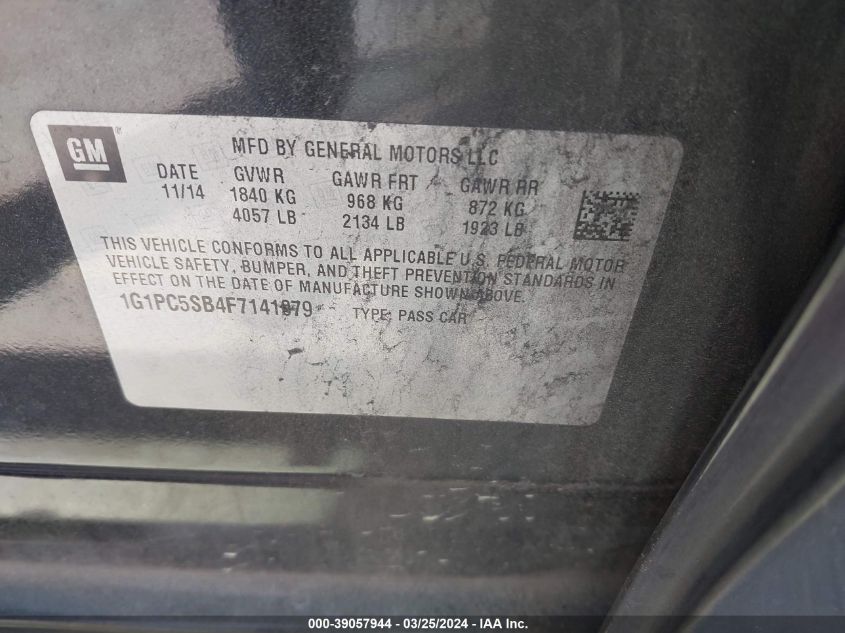 GM ®
MFD BY GENERAL MOTORS LLC
DATE GVWR GAWR FRT GAWR RR
11/14 1840 KG 968 KG 872 KG
4057 LB 2134 LB 1923 LB
THIS VEHICLE CONFORMS TO ALL APPLICABLE U.S. FEDERAL MOTOR
VEHICLE SAFETY, BUMPER, AND THEFT PREVENTION STANDARDS IN
EFFECT ON THE DATE OF MANUFACTURE SHOWN ABOVE.
TYPE: PASS CAR
000-39057944 - 03/25/2024 - IAA Inc.